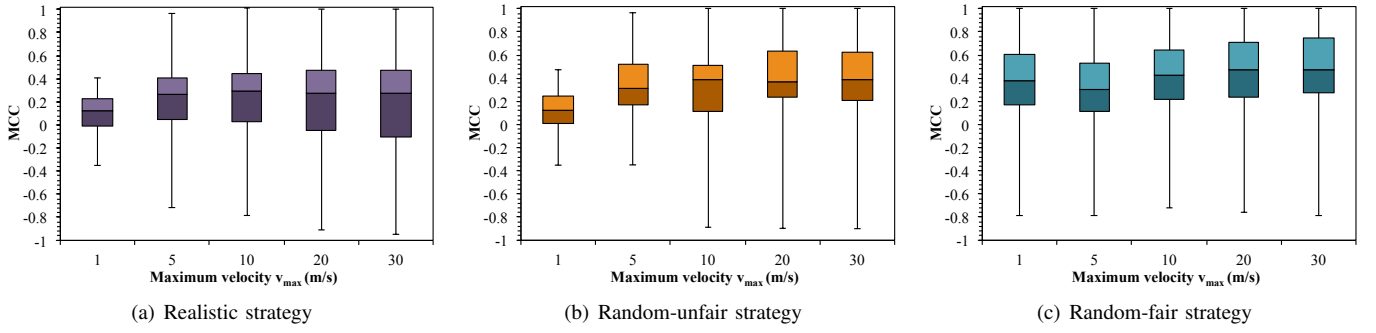 MCC
1
0.8
0.6
0.4
0.2
0
-0.2
-0.4
-0.6
-0.8
-1
1 5 10 20 30
Maximum velocity vmax (m/s)
(a) Realistic strategy
MCC
1
0.8
0.6
0.4
0.2
0
-0.2
-0.4
-0.6
-0.8
-1
1 5 10 20 30
Maximum velocity vmax (m/s)
(b) Random-unfair strategy
MCC
1
0.8
0.6
0.4
0.2
0
-0.2
-0.4
-0.6
-0.8
-1
1 5 10 20 30
Maximum velocity vmax (m/s)
(c) Random-fair strategy